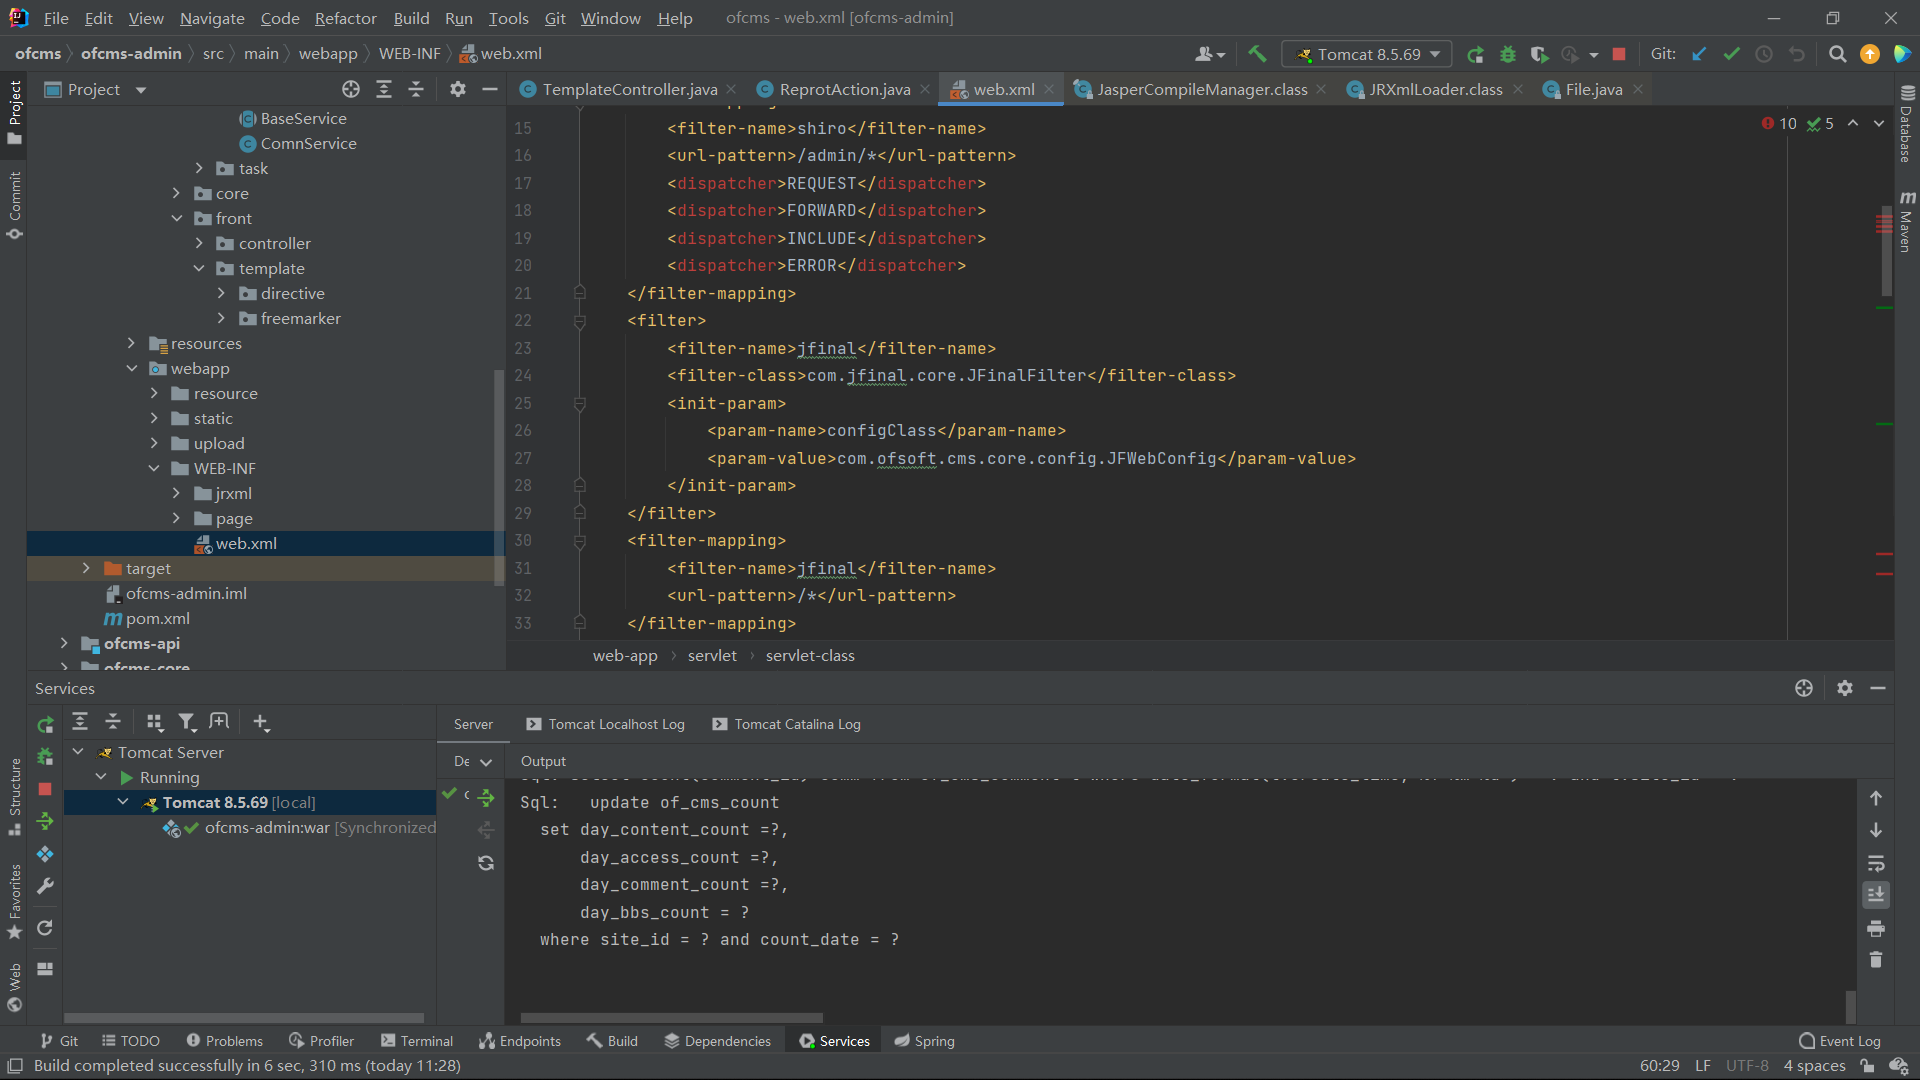 File Edit View Navigate Code Refactor Build Run Tools Git Window Help ofcms - web.xml [ofcms-admin]
ofcms ofcms-admin src main webapp WEB-INF web.xml Tomcat 8.5.69 Git:
Project TemplateController.java ReprotAction.java web.xml JasperCompileManager.class JRXmlLoader.class File.java
Project
Commit
Structure
Favorites
Web
Database
Maven
BaseService
ComnService
task
core
front
controller
template
directive
freemarker
resources
webapp
resource
static
upload
WEB-INF
jrxml
page
web.xml
target
ofcms-admin.iml
pom.xml
ofcms-api
ofcms-core
10 5
15 <filter-name>shiro</filter-name>
16 <url-pattern>/admin/*</url-pattern>
17 <dispatcher>REQUEST</dispatcher>
18 <dispatcher>FORWARD</dispatcher>
19 <dispatcher>INCLUDE</dispatcher>
20 <dispatcher>ERROR</dispatcher>
21 </filter-mapping>
22 <filter>
23 <filter-name>jfinal</filter-name>
24 <filter-class>com.jfinal.core.JFinalFilter</filter-class>
25 <init-param>
26 <param-name>configClass</param-name>
27 <param-value>com.ofsoft.cms.core.config.JFWebConfig</param-value>
28 </init-param>
29 </filter>
30 <filter-mapping>
31 <filter-name>jfinal</filter-name>
32 <url-pattern>/*</url-pattern>
33 </filter-mapping>
web-app servlet servlet-class
Services
Server Tomcat Localhost Log Tomcat Catalina Log
Tomcat Server
Running
Tomcat 8.5.69 [local]
ofcms-admin:war [Synchronized
De Output
Sql: update of_cms_count
set day_content_count =?,
day_access_count =?,
day_comment_count =?,
day_bbs_count = ?
where site_id = ? and count_date = ?
Git TODO Problems Profiler Terminal Endpoints Build Dependencies Services Spring Event Log
Build completed successfully in 6 sec, 310 ms (today 11:28) 60:29 LF UTF-8 4 spaces